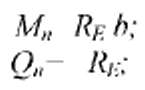 Mn RE b;
Qn– RE;